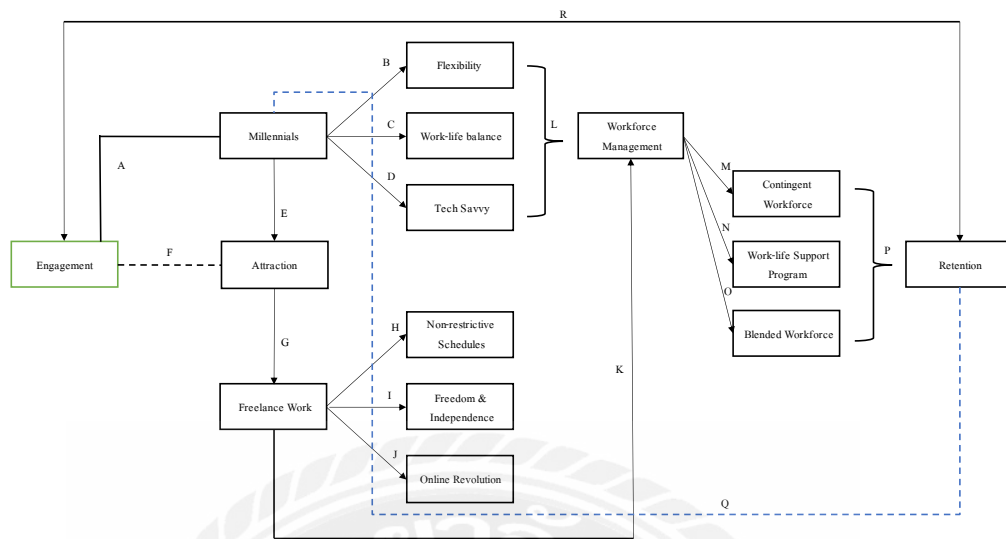 R
B
Flexibility
Millennials
C
Work-life balance
L
Workforce
Management
A
D
Tech Savvy
M
Contingent
Workforce
E
N
Engagement
F
Attraction
Work-life Support
Program
P
Retention
O
Blended Workforce
G
H
Non-restrictive
Schedules
K
Freelance Work
I
Freedom &
Independence
J
Online Revolution
Q